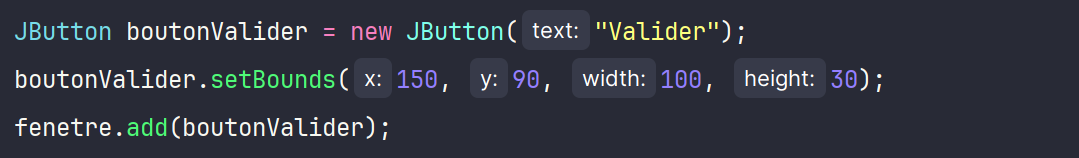 JButton boutonValider = new JButton( text: "Valider");
boutonValider.setBounds( x: 150, y: 90, width: 100, height: 30);
fenetre.add(boutonValider);